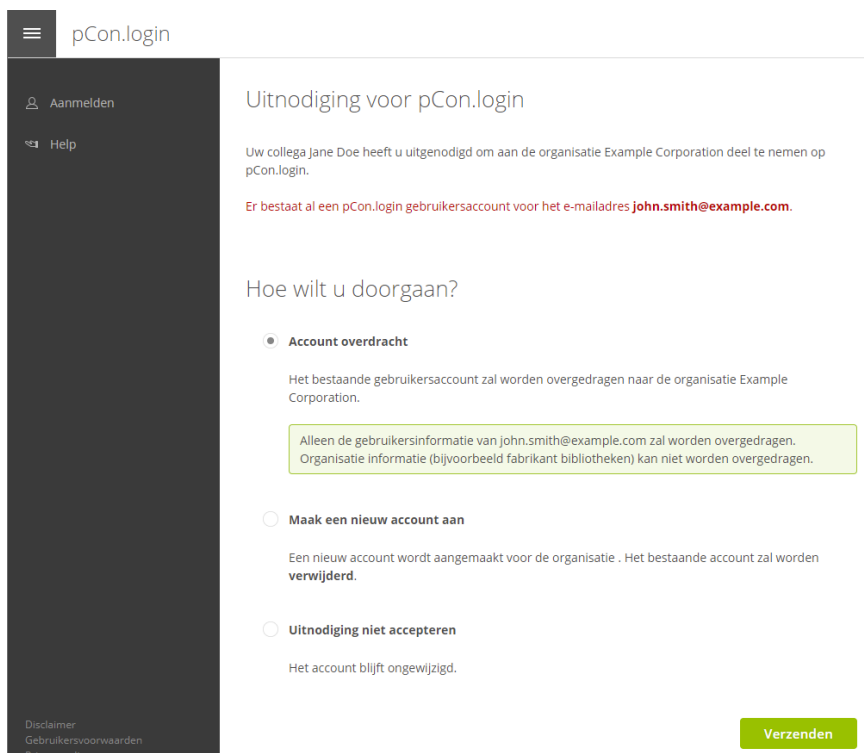 pCon.login
Aanmelden
Help
Uitnodiging voor pCon.login
Uw collega Jane Doe heeft u uitgenodigd om aan de organisatie Example Corporation deel te nemen op
pCon.login.
Er bestaat al een pCon.login gebruikersaccount voor het e-mailadres john.smith@example.com.
Hoe wilt u doorgaan?
Account overdracht
Het bestaande gebruikersaccount zal worden overgedragen naar de organisatie Example
Corporation.
Alleen de gebruikersinformatie van john.smith@example.com zal worden overgedragen.
Organisatie informatie (bijvoorbeeld fabrikant bibliotheken) kan niet worden overgedragen.
Maak een nieuw account aan
Een nieuw account wordt aangemaakt voor de organisatie . Het bestaande account zal worden
verwijderd.
Uitnodiging niet accepteren
Het account blijft ongewijzigd.
Disclaimer
Gebruikersvoorwaarden
Verzenden